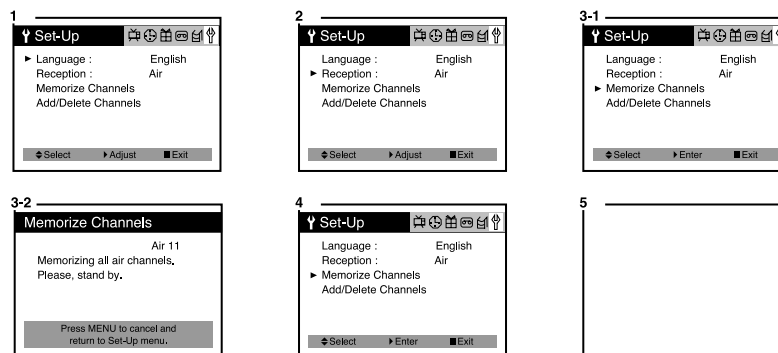 1
Set-Up
Language : English
Reception : Air
Memorize Channels
Add/Delete Channels
Select Adjust Exit
2
Set-Up
Language : English
Reception : Air
Memorize Channels
Add/Delete Channels
Select Adjust Exit
3-1
Set-Up
Language : English
Reception : Air
Memorize Channels
Add/Delete Channels
Select Enter Exit
3-2
Memorize Channels
Air 11
Memorizing all air channels.
Please, stand by.
Press MENU to cancel and
return to Set-Up menu.
4
Set-Up
Language : English
Reception : Air
Memorize Channels
Add/Delete Channels
Select Enter Exit
5